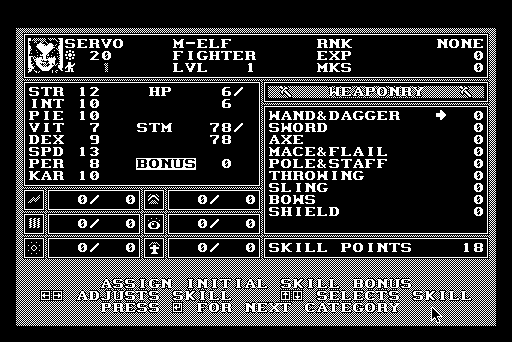 SERVO M-ELF RNK NONE
20 FIGHTER EXP 0
1 LVL 1 MKS 0
STR 12 HP 6/
INT 10 6
PIE 10
VIT 7 STM 78/
DEX 9 78
SPD 13
PER 8 BONUS 0
KAR 10
WEAPONRY
WAND&DAGGER 0
SWORD 0
AXE 0
MACE&FLAIL 0
POLE&STAFF 0
THROWING 0
SLING 0
BOWS 0
SHIELD 0
SKILL POINTS 18
0/ 0 0/ 0
0/ 0 0/ 0
0/ 0 0/ 0
ASSIGN INITIAL SKILL BONUS
ADJUSTS SKILL SELECTS SKILL
PRESS FOR NEXT CATEGORY